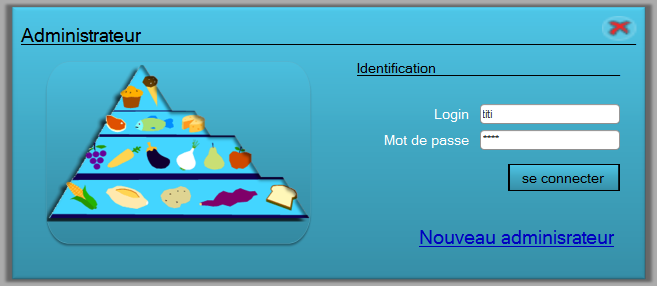 Administrateur
Identification
Login titi
Mot de passe ****
se connecter
Nouveau adminisrateur